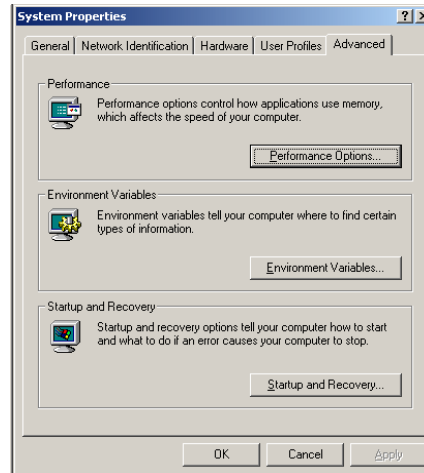 System Properties
General Network Identification Hardware User Profiles Advanced
Performance
Performance options control how applications use memory,
which affects the speed of your computer.
Performance Options...
Environment Variables
Environment variables tell your computer where to find certain
types of information.
Environment Variables...
Startup and Recovery
Startup and recovery options tell your computer how to start
and what to do if an error causes your computer to stop.
Startup and Recovery...
OK Cancel Apply